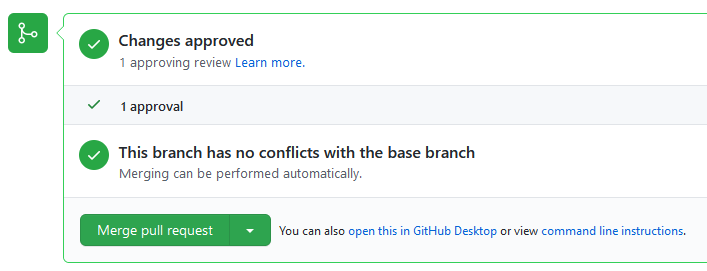 Changes approved
1 approving review Learn more.
1 approval
This branch has no conflicts with the base branch
Merging can be performed automatically.
Merge pull request You can also open this in GitHub Desktop or view command line instructions.